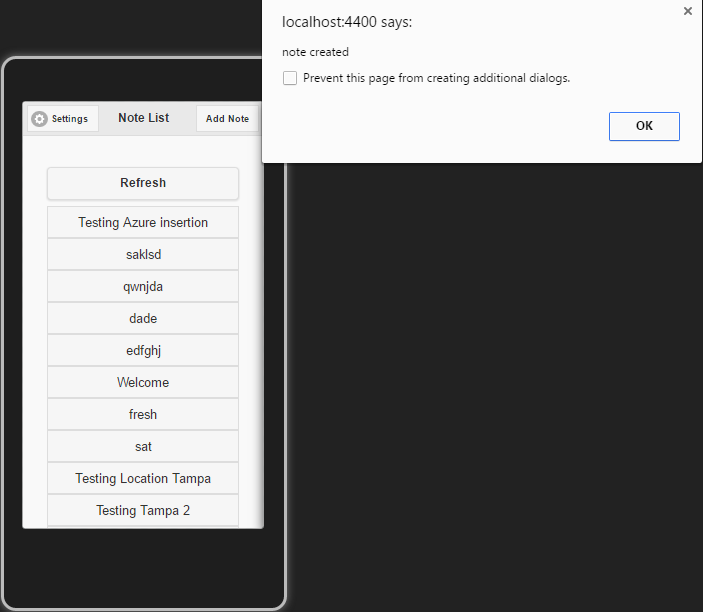 localhost:4400 says:
note created
Prevent this page from creating additional dialogs.
OK
Settings
Note List
Add Note
Refresh
Testing Azure insertion
saklsd
qwnjda
dade
edfghj
Welcome
fresh
sat
Testing Location Tampa
Testing Tampa 2